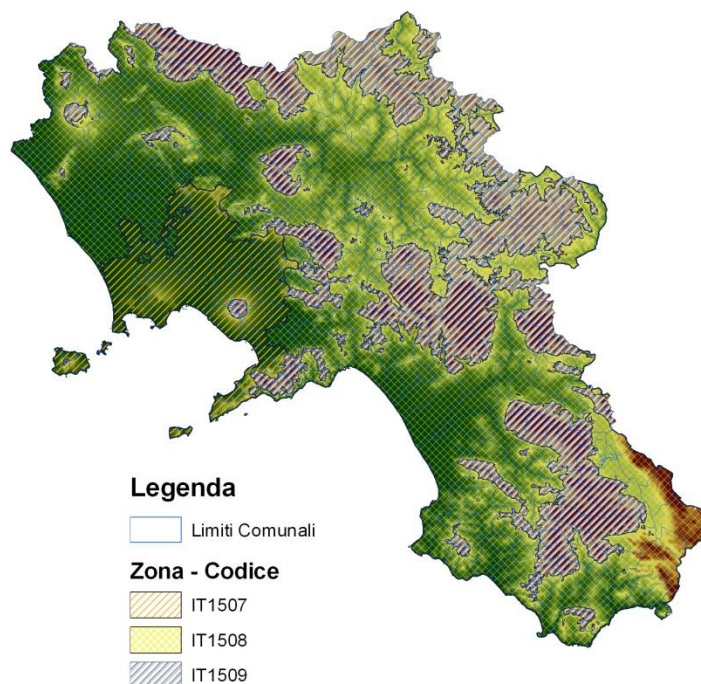 Legenda
Limiti Comunali
Zona - Codice
IT1507
IT1508
IT1509